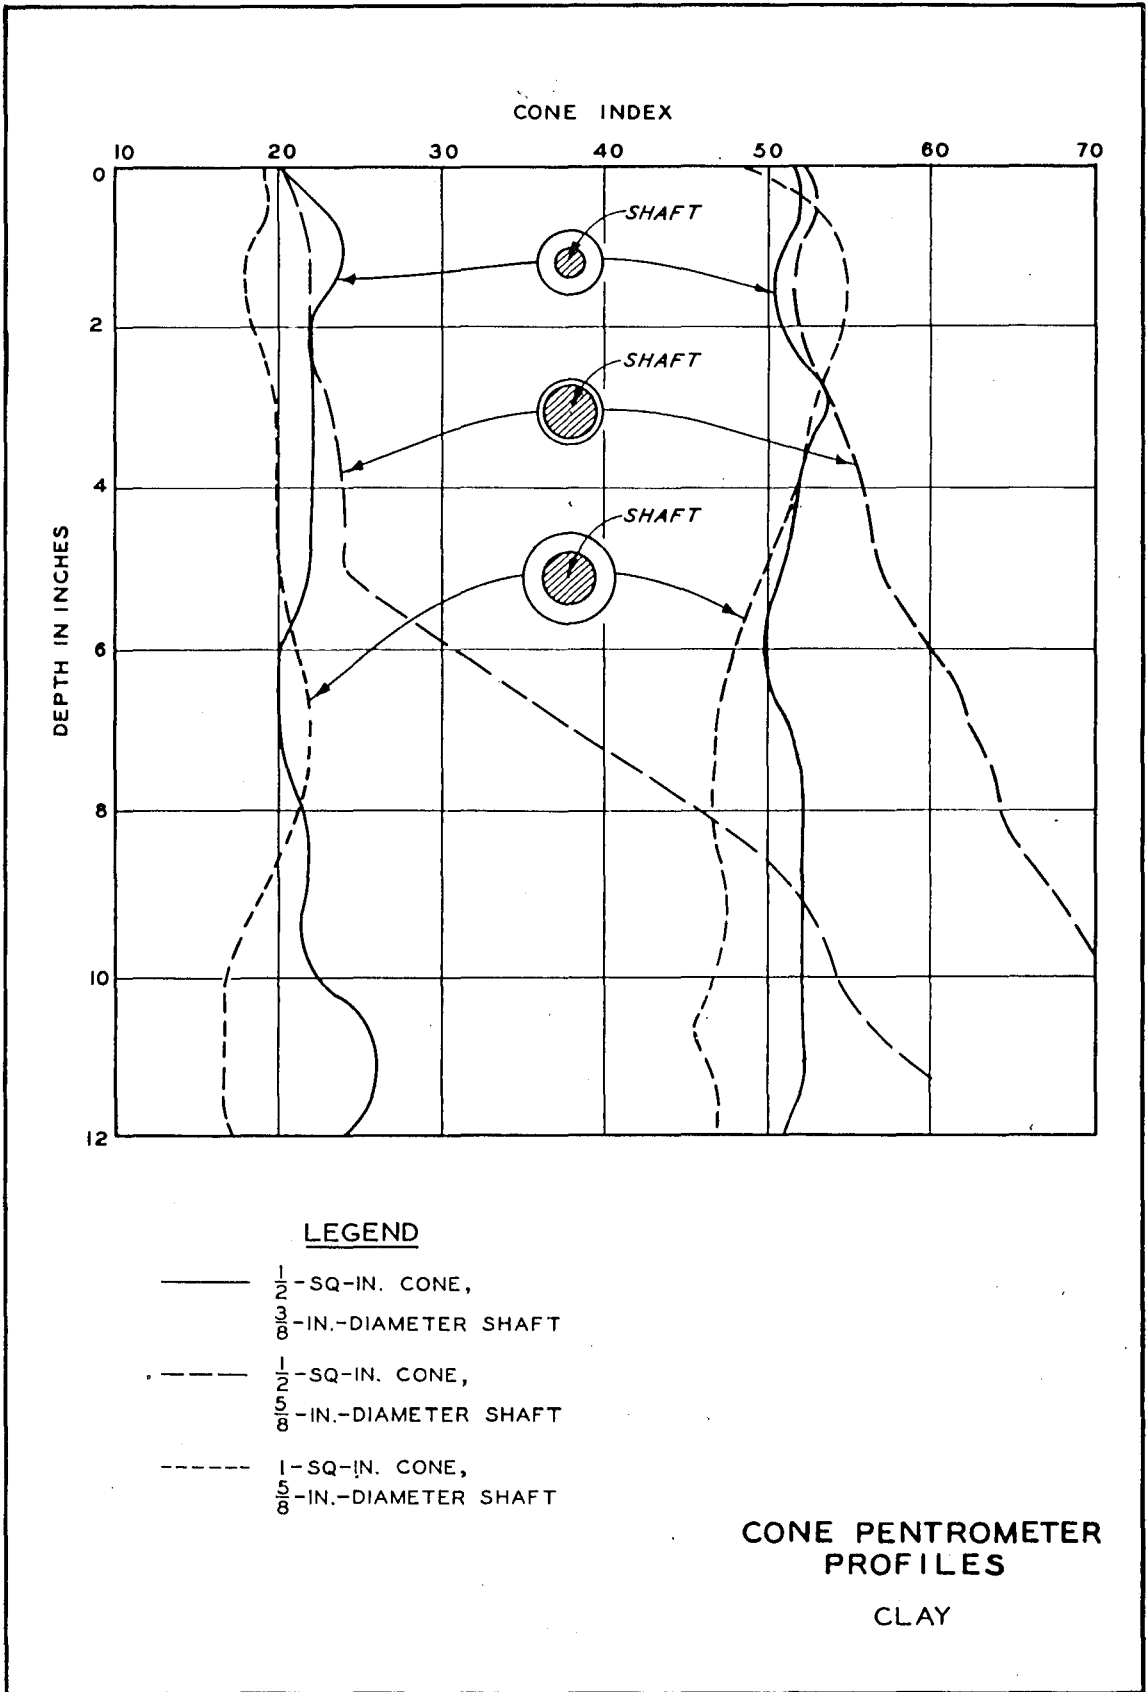 CONE INDEX
10 20 30 40 50 60 70
0
SHAFT
2
SHAFT
4
SHAFT
DEPTH IN INCHES
6
8
10
12
LEGEND
1/2-SQ-IN. CONE,
3/8-IN.-DIAMETER SHAFT
1/2-SQ-IN. CONE,
5/8-IN.-DIAMETER SHAFT
1-SQ-IN. CONE,
5/8-IN.-DIAMETER SHAFT
CONE PENTROMETER
PROFILES
CLAY